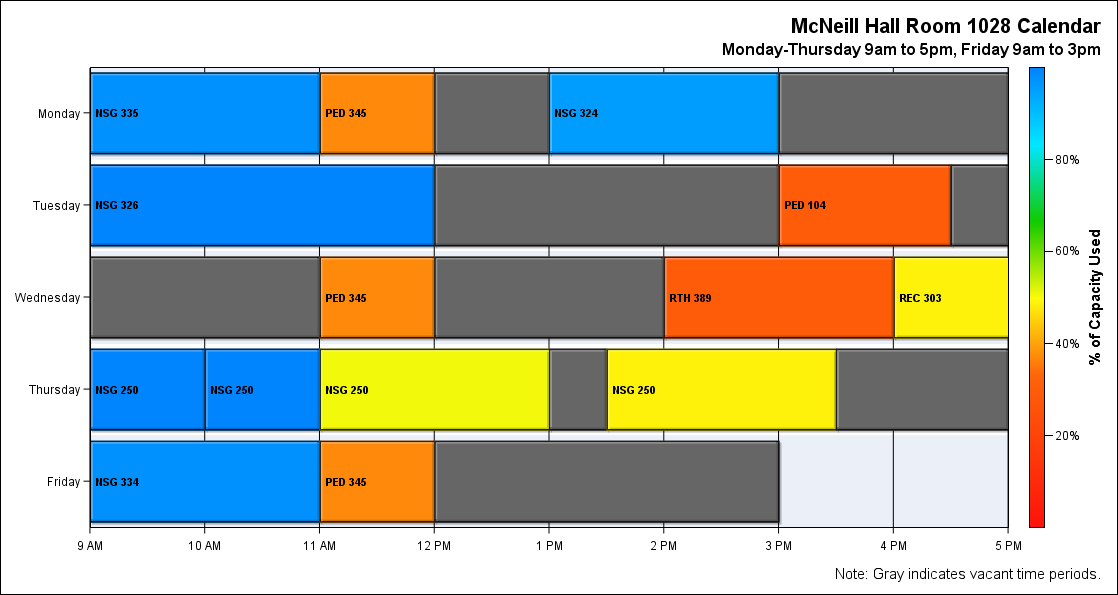 McNeill Hall Room 1028 Calendar
Monday-Thursday 9am to 5pm, Friday 9am to 3pm
Monday
NSG 335
PED 345
NSG 324
Tuesday
NSG 326
PED 104
Wednesday
PED 345
RTH 389
REC 303
Thursday
NSG 250
NSG 250
NSG 250
NSG 250
Friday
NSG 334
PED 345
9 AM
10 AM
11 AM
12 PM
1 PM
2 PM
3 PM
4 PM
5 PM
80%
60%
40%
20%
% of Capacity Used
Note: Gray indicates vacant time periods.